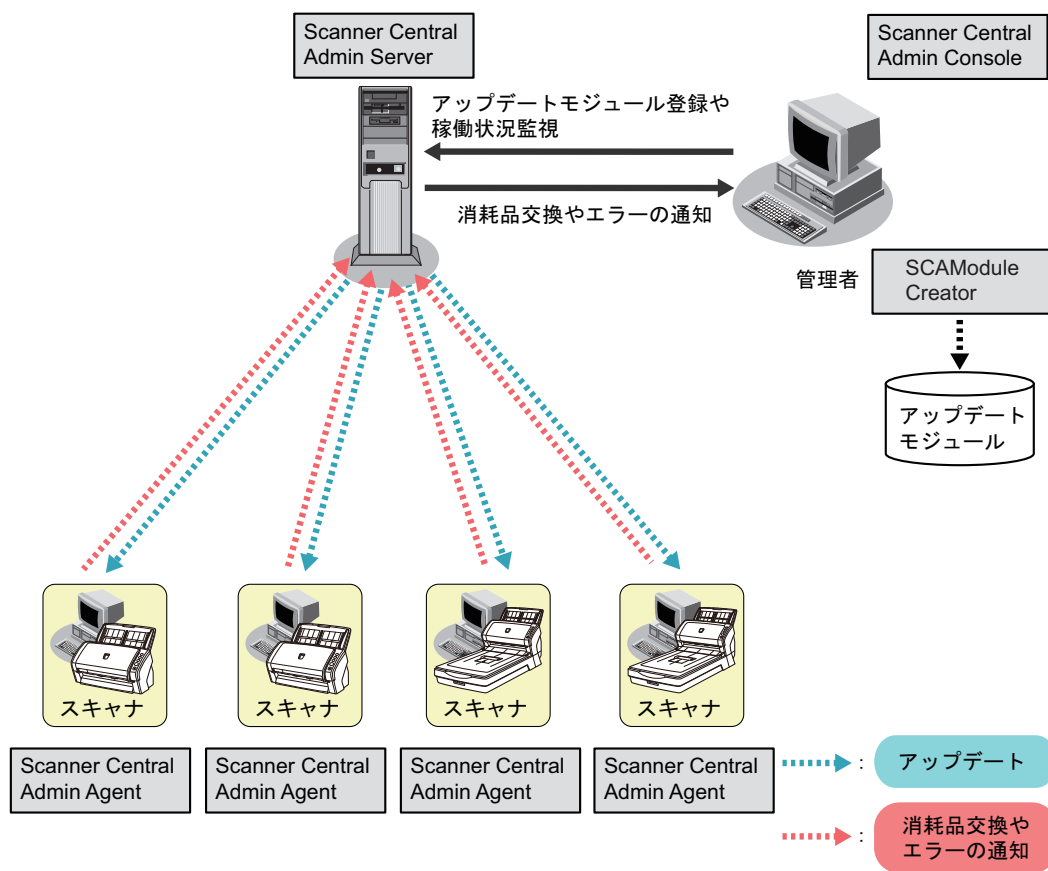 Scanner Central
Admin Server
Scanner Central
Admin Console
アップデートモジュール登録や
稼働状況監視
消耗品交換やエラーの通知
管理者
SCAModule
Creator
アップデート
モジュール
スキャナ
スキャナ
スキャナ
スキャナ
Scanner Central
Admin Agent
Scanner Central
Admin Agent
Scanner Central
Admin Agent
Scanner Central
Admin Agent
:
アップデート
:
消耗品交換や
エラーの通知